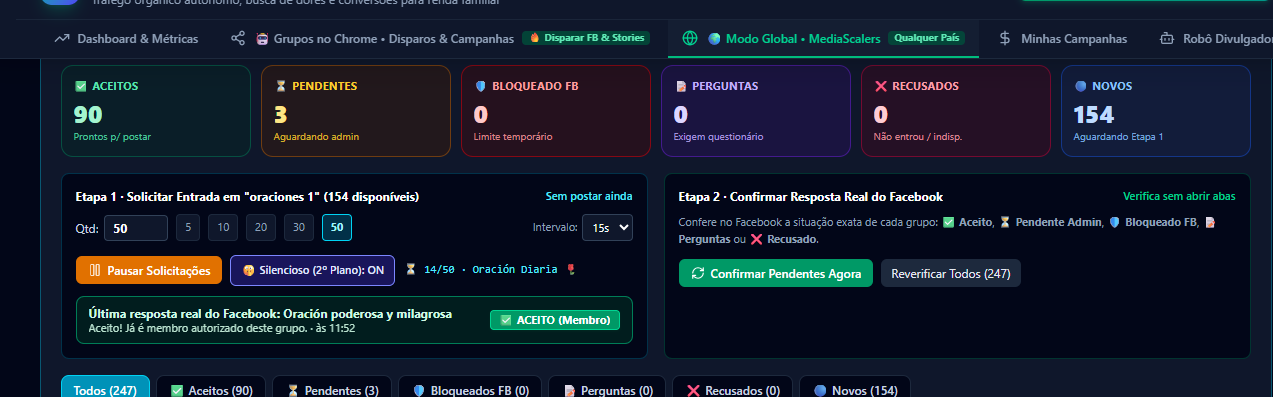 Tráfego orgânico autônomo, busca de dores e conversões para renda familiar
Dashboard & Métricas
Grupos no Chrome • Disparos & Campanhas
🔥 Disparar FB & Stories
🌎 Modo Global • MediaScalers
Qualquer País
Minhas Campanhas
Robô Divulgador
✅ ACEITOS
90
Prontos p/ postar
⏳ PENDENTES
3
Aguardando admin
🛡️ BLOQUEADO FB
0
Limite temporário
📝 PERGUNTAS
0
Exigem questionário
❌ RECUSADOS
0
Não entrou / indisp.
🔵 NOVOS
154
Aguardando Etapa 1
Etapa 1 · Solicitar Entrada em "oraciones 1" (154 disponíveis)
Sem postar ainda
Qtd: 50 5 10 20 30 50
Intervalo: 15s
Pausar Solicitações
Silencioso (2º Plano): ON
⏳ 14/50 · Oración Diaria 🌹
Última resposta real do Facebook: Oración poderosa y milagrosa
Aceito! Já é membro autorizado deste grupo. · às 11:52
✅ ACEITO (Membro)
Etapa 2 · Confirmar Resposta Real do Facebook
Verifica sem abrir abas
Confere no Facebook a situação exata de cada grupo: ✅ Aceito, ⏳ Pendente Admin, 🛡️ Bloqueado FB, 📝
Perguntas ou ❌ Recusado.
Confirmar Pendentes Agora
Reverificar Todos (247)
Todos (247)
✅ Aceitos (90)
⏳ Pendentes (3)
🛡️ Bloqueados FB (0)
📝 Perguntas (0)
❌ Recusados (0)
🔵 Novos (154)